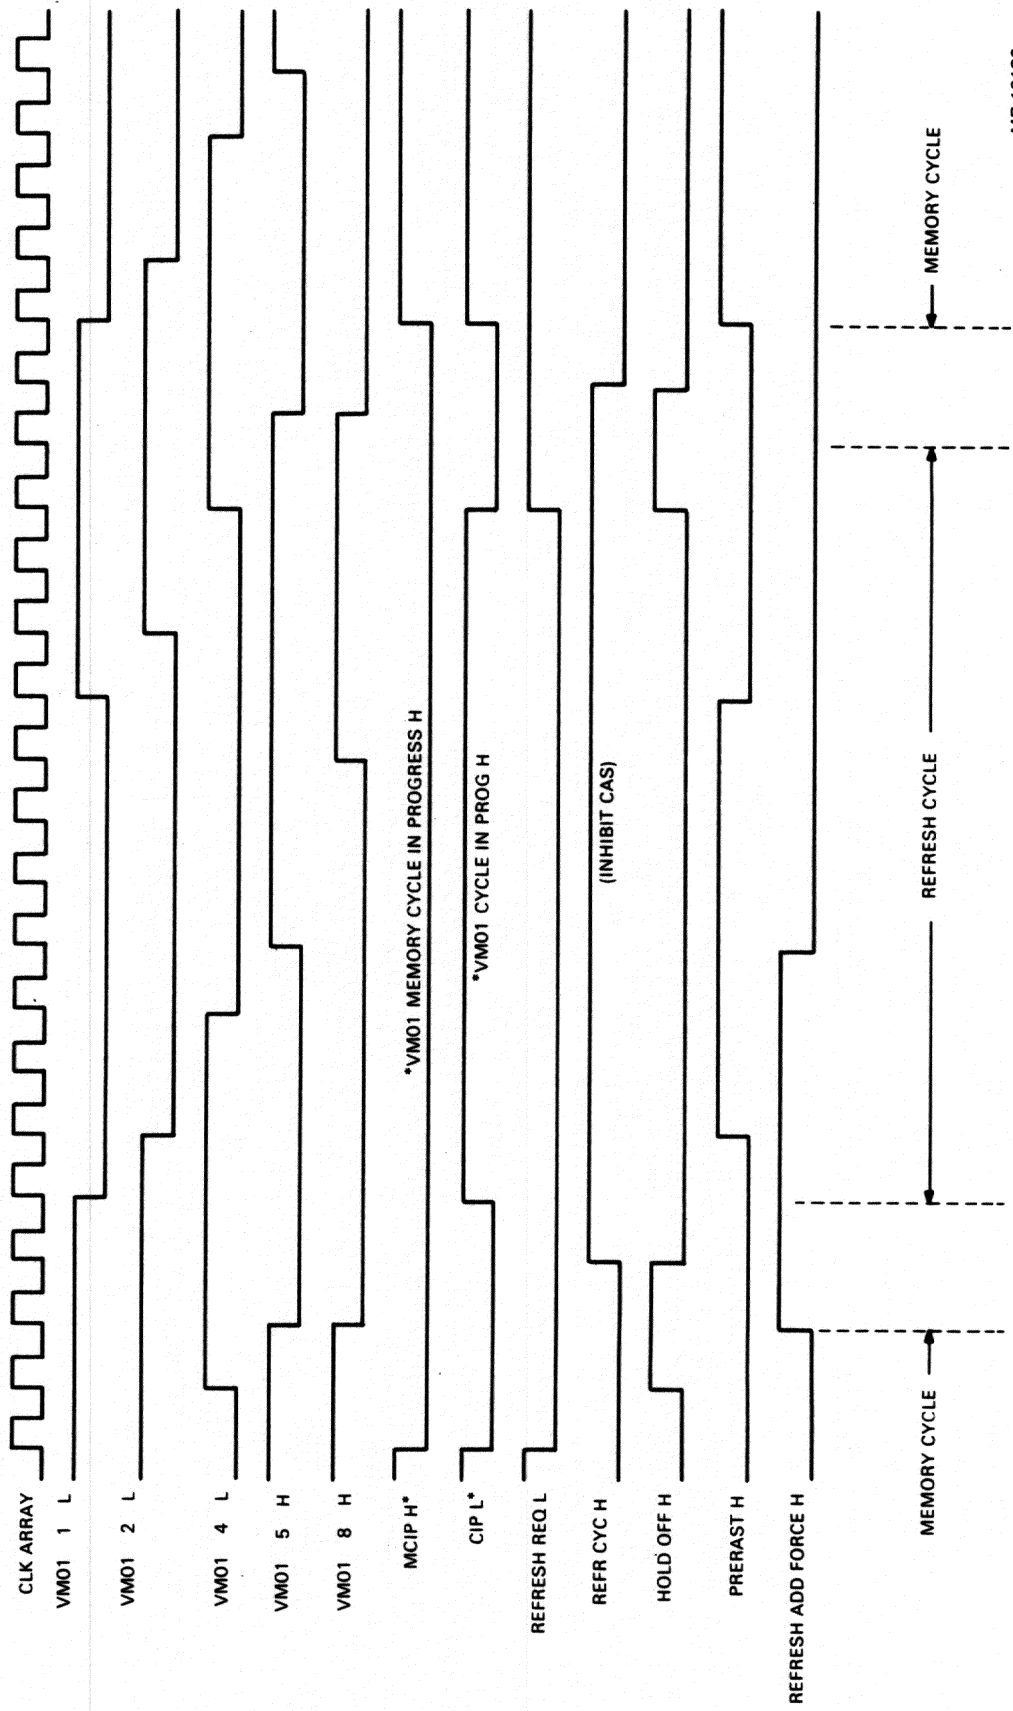 CLK ARRAY
VM01 1 L
VM01 2 L
VM01 4 L
VM01 5 H
VM01 8 H
MCIP H*
*VM01 MEMORY CYCLE IN PROGRESS H
CIP L*
*VM01 CYCLE IN PROG H
REFRESH REQ L
REFR CYC H
(INHIBIT CAS)
HOLD OFF H
PRERAST H
REFRESH ADD FORCE H
MEMORY CYCLE
REFRESH CYCLE
MEMORY CYCLE